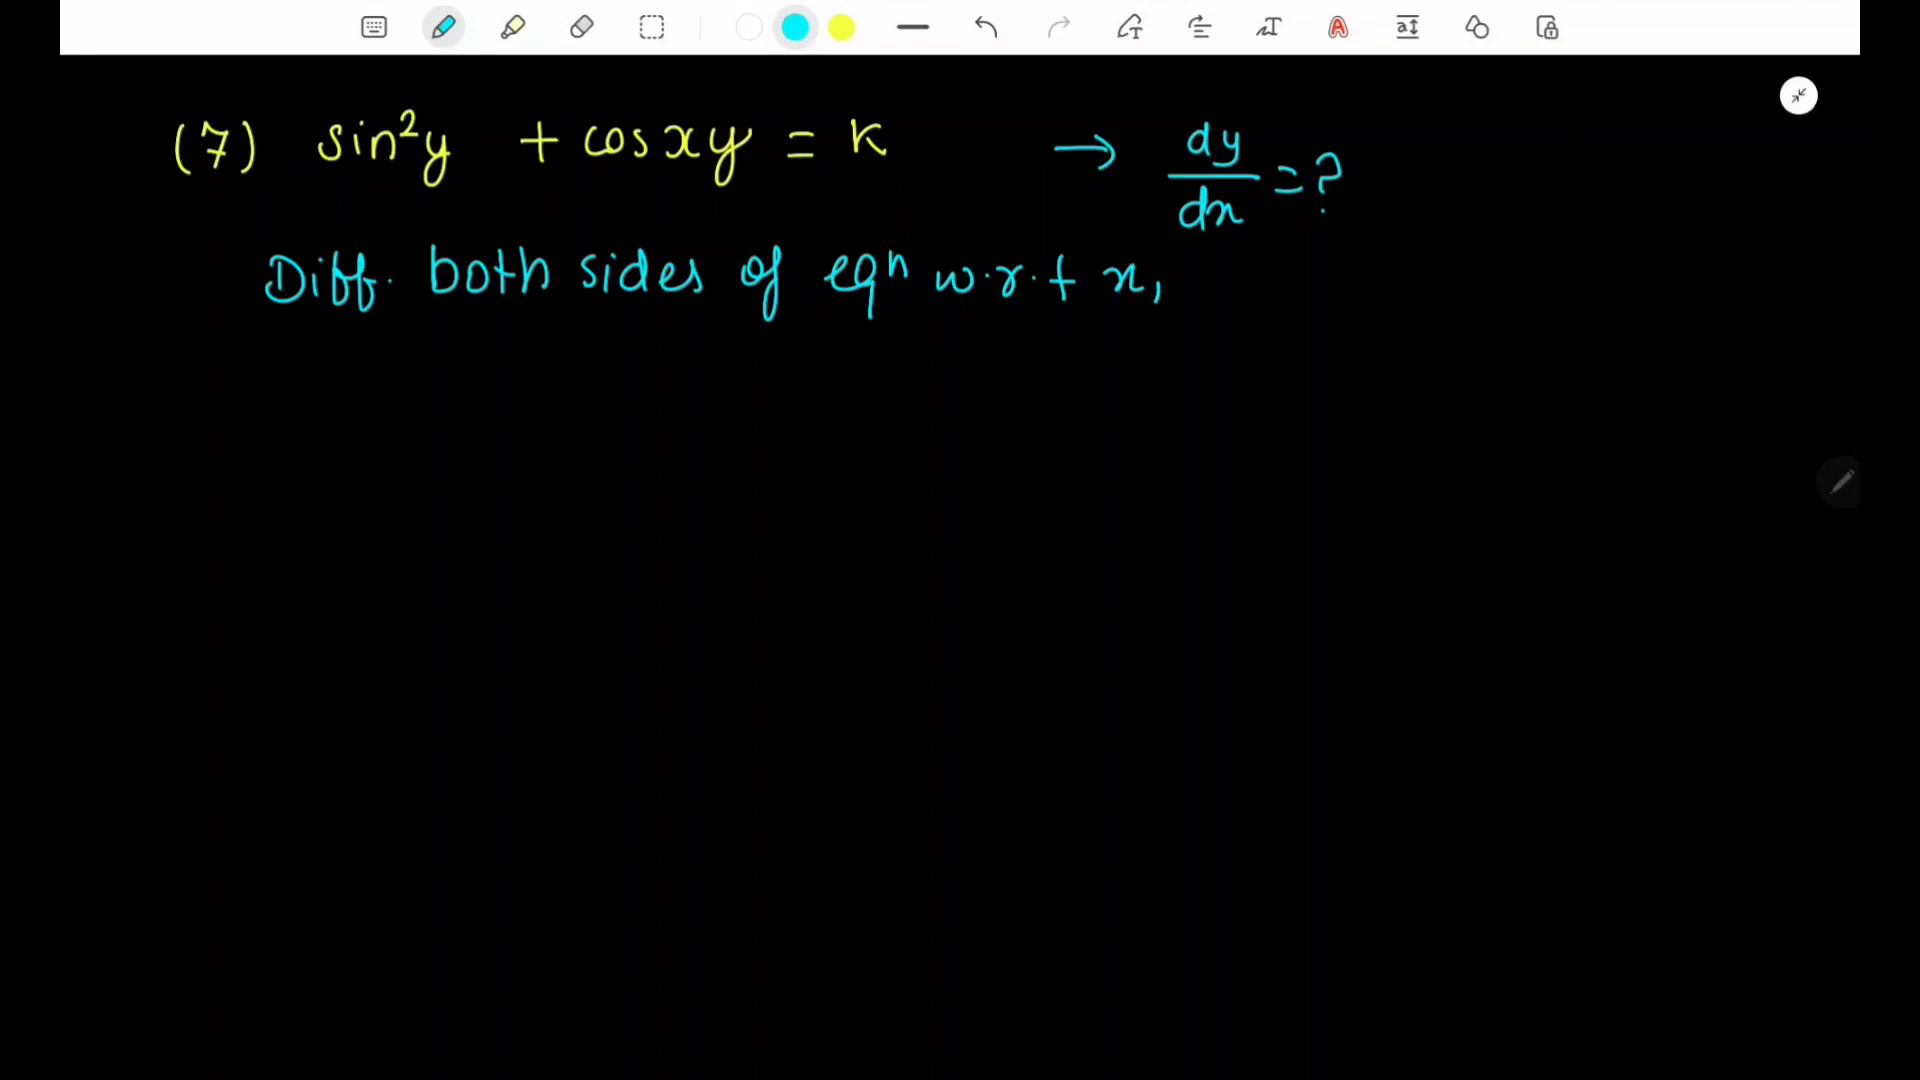 (7) sin²y + cos xy = k → dy/dx = ?
Diff. both sides of eqⁿ w.r.t x,